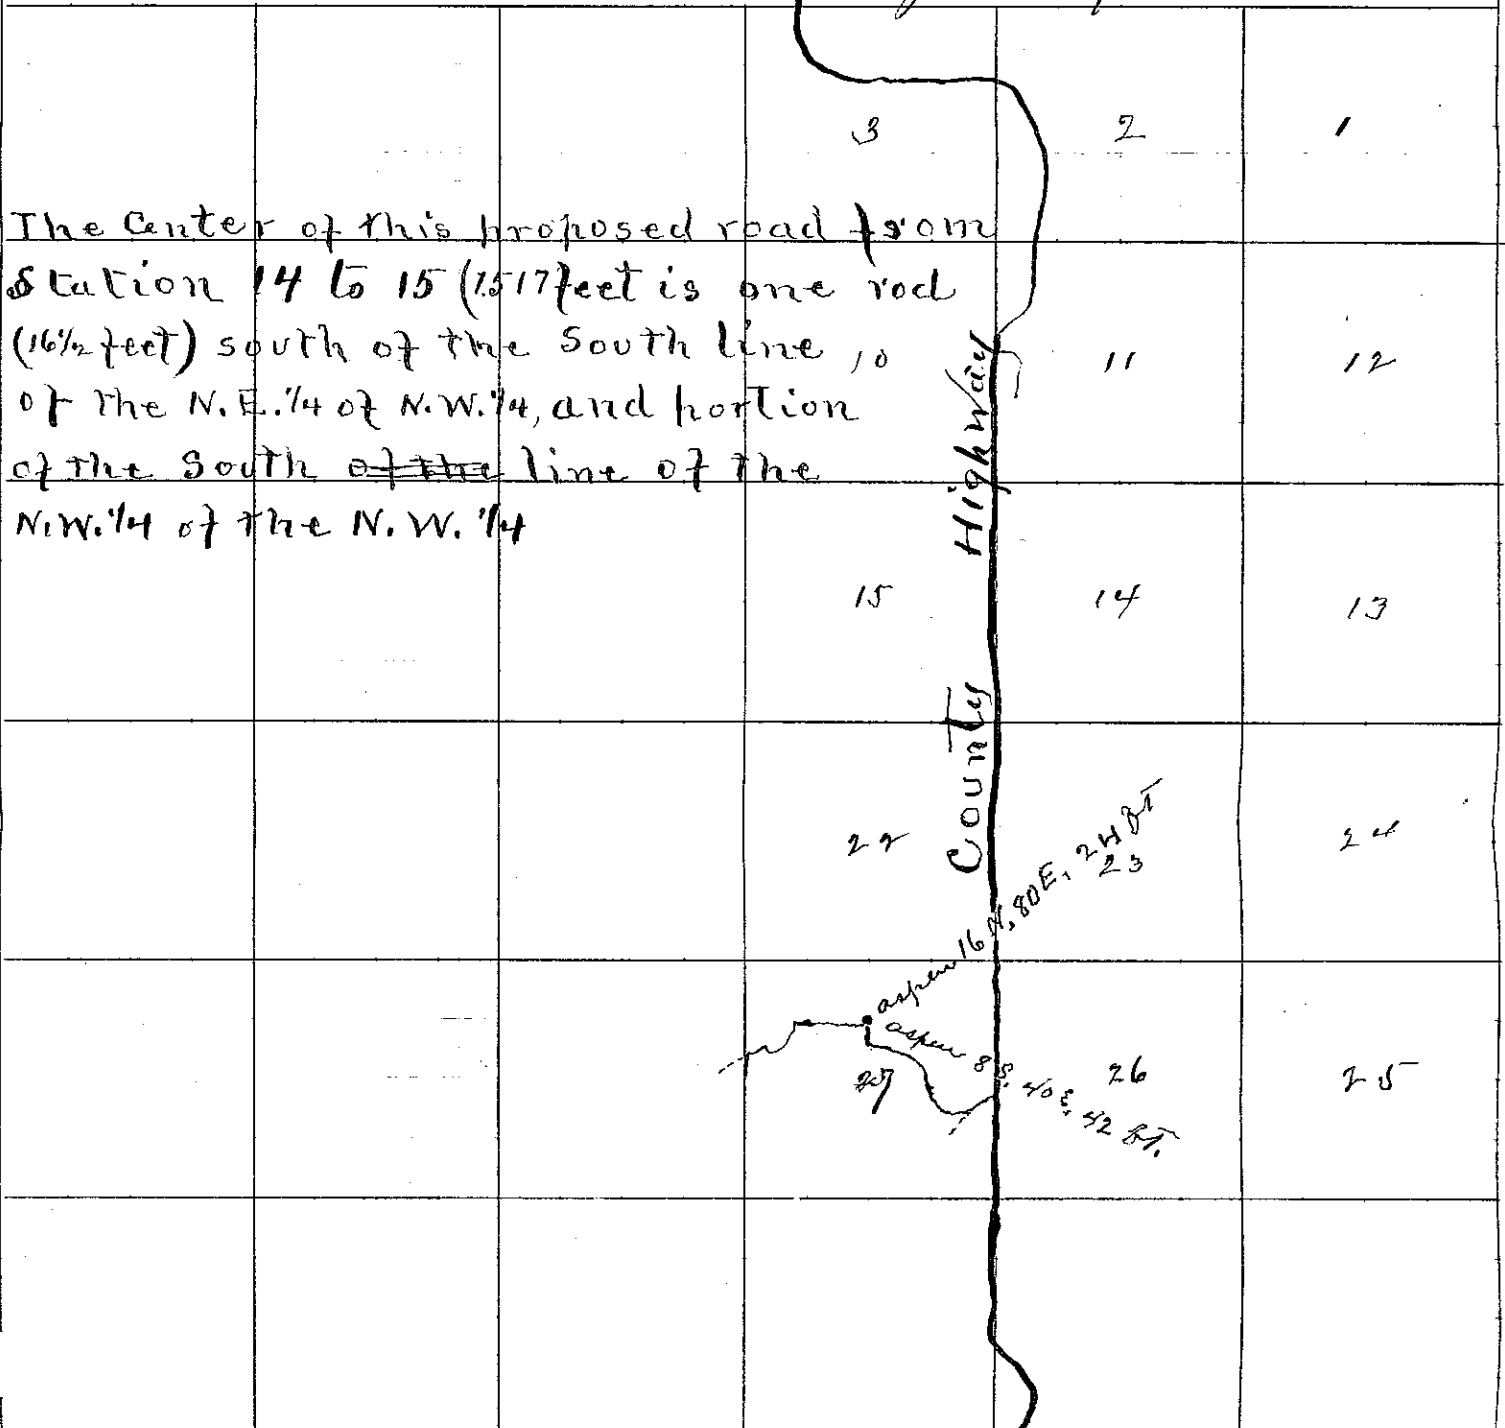 3 2 1
The Center of this proposed road from
Station 14 to 15 (1517 feet is one rod
(16½ feet) south of the South line
of the N.E.¼ of N.W.¼, and portion
of the South of the line of the
N.W.¼ of the N.W. ¼
10 11 12
County Highway
15 14 13
22 23 24
aspen 16 N, 80E, 24 BT
aspen 8 S. 40 E, 42 BT.
27 26 25